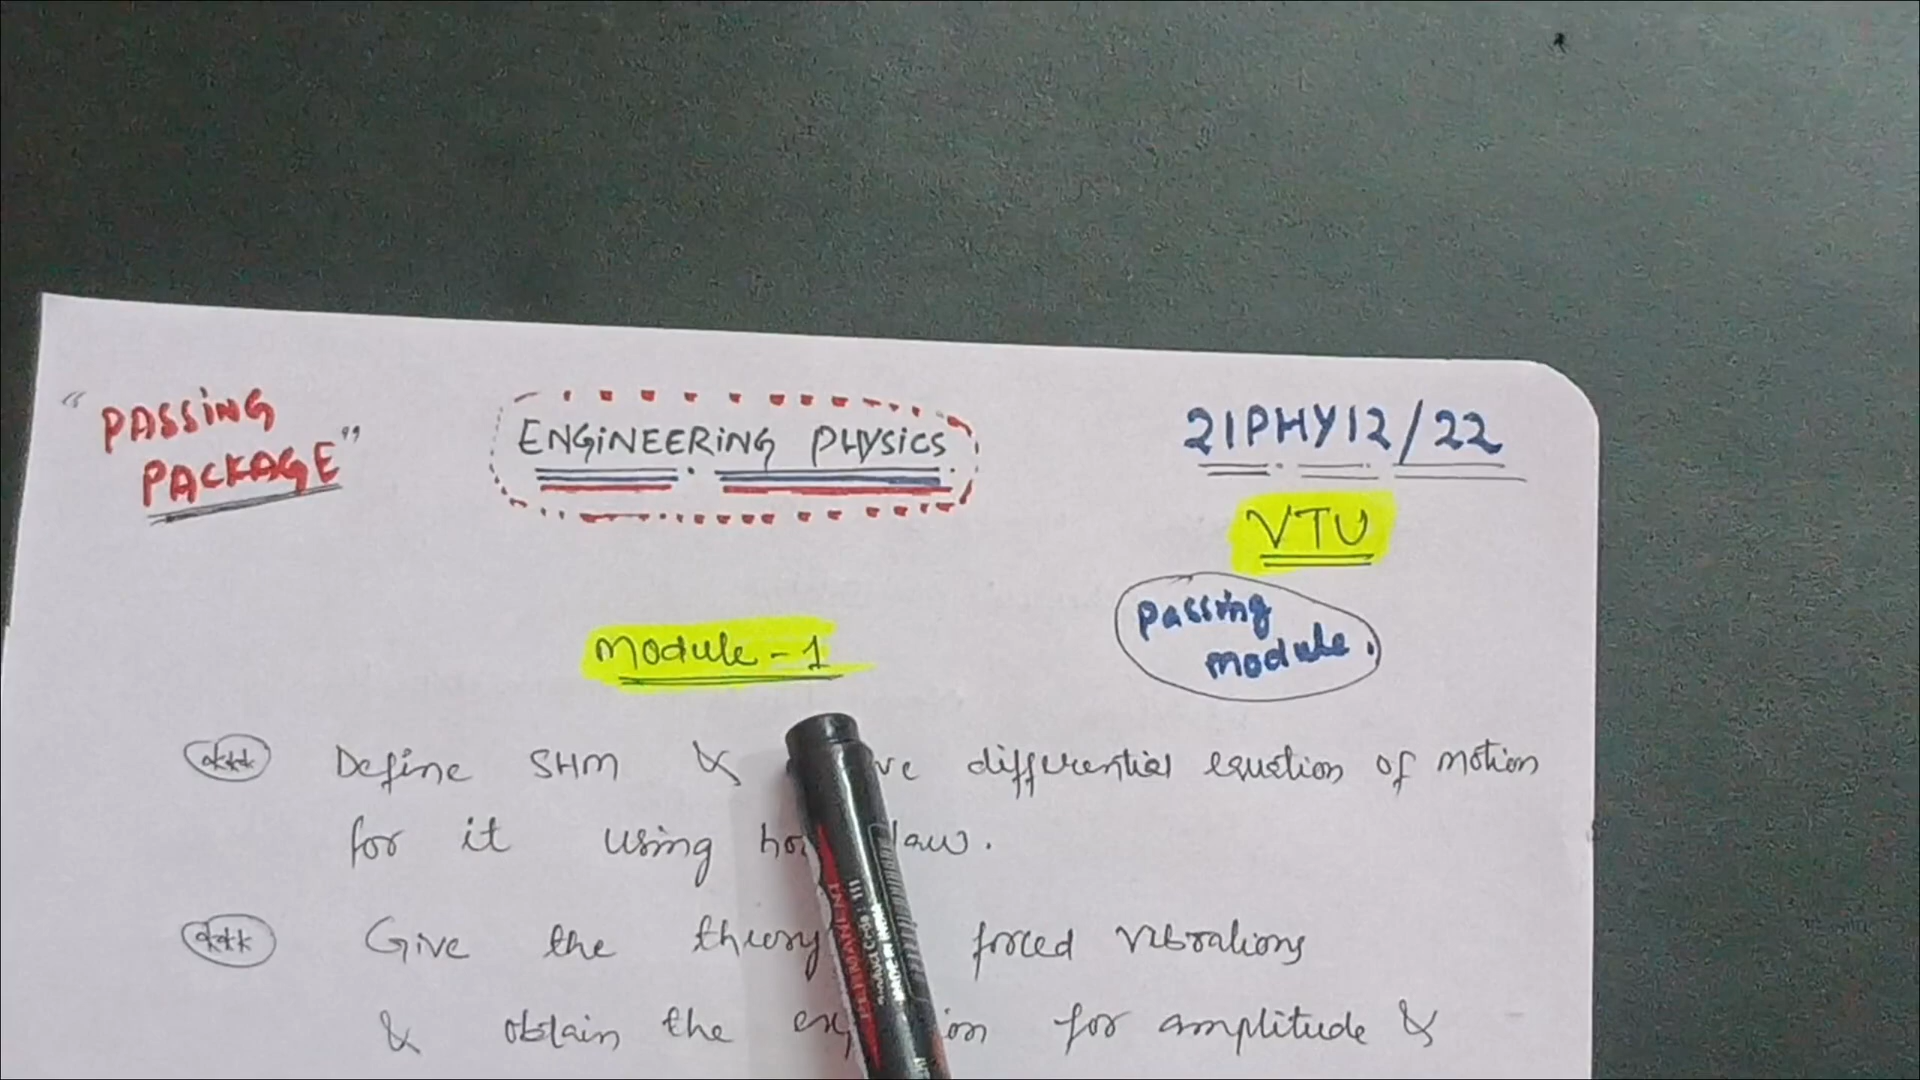 "PASSING
PACKAGE"
ENGINEERING PHYSICS
21PHY12/22
VTU
Passing
module.
Module-1
*** Define SHM & differential equation of motion
for it using law.
*** Give the theory forced vibrations
& obtain the for amplitude &
PERMANENT